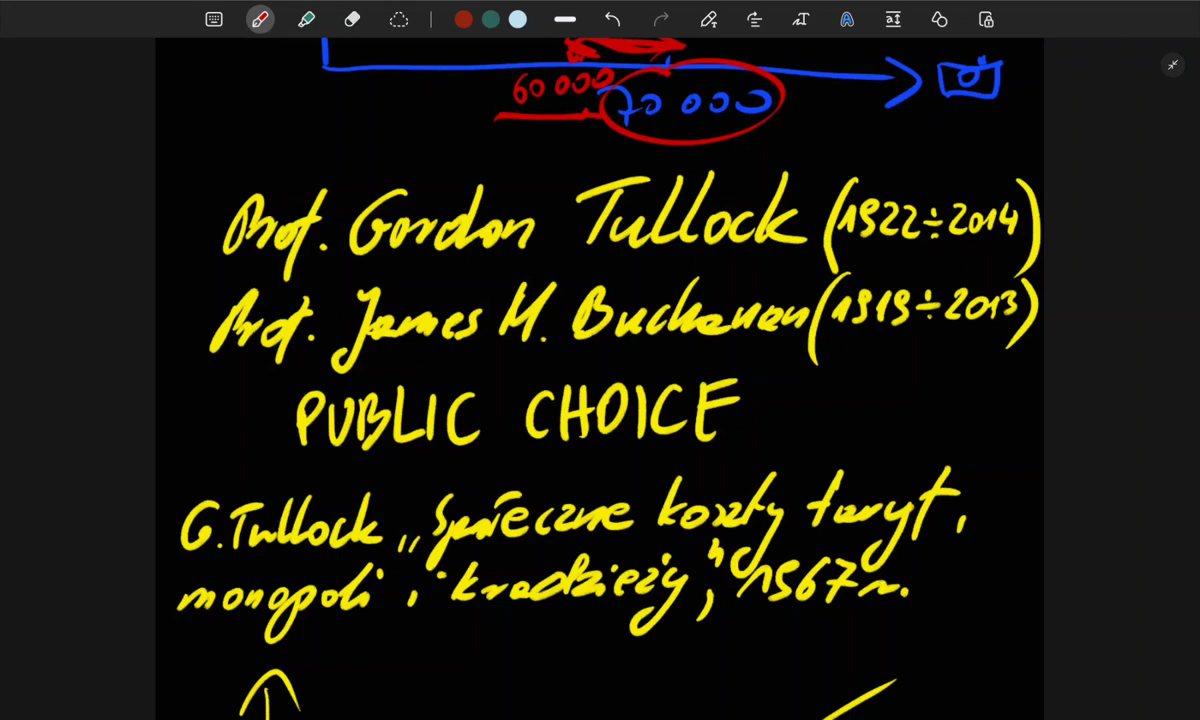 60 000 70 000
Prof. Gordon Tullock (1922÷2014)
Prof. James M. Buchanan (1919÷2013)
PUBLIC CHOICE
G. Tullock „Społeczne koszty taryf,
monopoli i kradzieży", 1967 r.